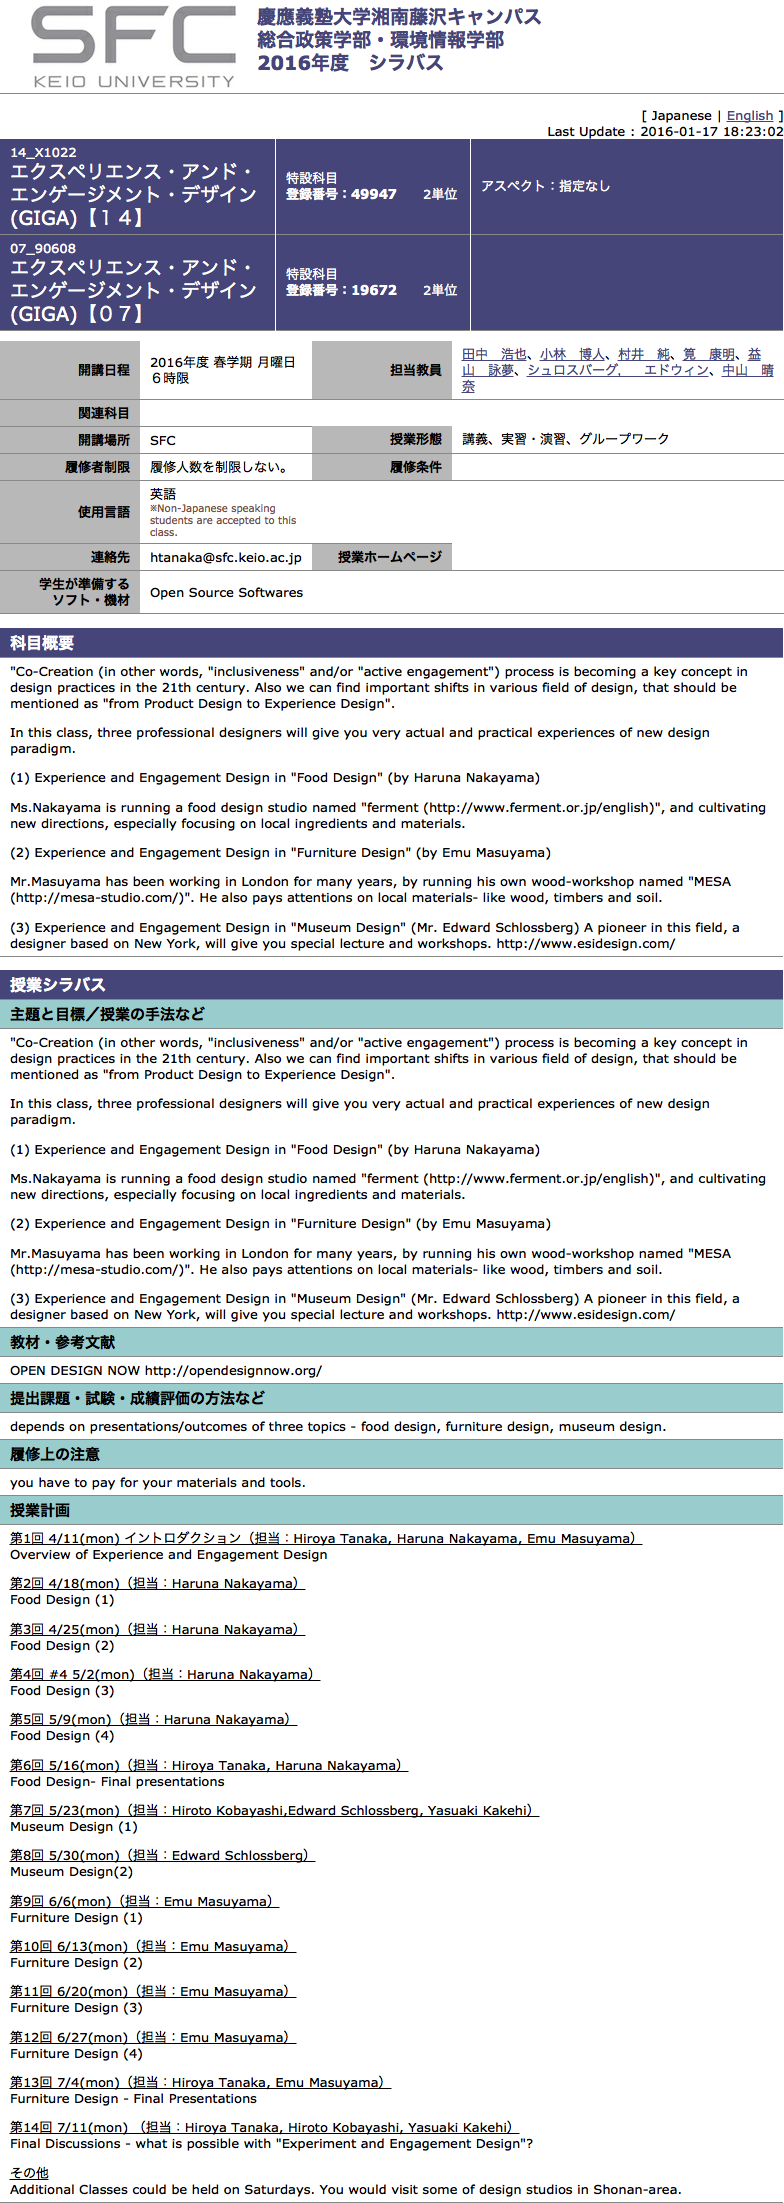 SFC
KEIO UNIVERSITY
慶應義塾大学湘南藤沢キャンパス
総合政策学部・環境情報学部
2016年度　シラバス
[ Japanese | English ]
Last Update : 2016-01-17 18:23:02
14_X1022
エクスペリエンス・アンド・
エンゲージメント・デザイン
(GIGA)【１４】
特設科目
登録番号：49947　　2単位
アスペクト：指定なし
07_90608
エクスペリエンス・アンド・
エンゲージメント・デザイン
(GIGA)【０７】
特設科目
登録番号：19672　　2単位
開講日程
2016年度 春学期 月曜日
６時限
担当教員
田中　浩也、小林　博人、村井　純、筧　康明、益
山　詠夢、シュロスバーグ,　エドウィン、中山　晴
奈
関連科目
開講場所
SFC
授業形態
講義、実習・演習、グループワーク
履修者制限
履修人数を制限しない。
履修条件
使用言語
英語
※Non-Japanese speaking
students are accepted to this
class.
連絡先
htanaka@sfc.keio.ac.jp
授業ホームページ
学生が準備する
ソフト・機材
Open Source Softwares
科目概要
"Co-Creation (in other words, "inclusiveness" and/or "active engagement") process is becoming a key concept in
design practices in the 21th century. Also we can find important shifts in various field of design, that should be
mentioned as "from Product Design to Experience Design".
In this class, three professional designers will give you very actual and practical experiences of new design
paradigm.
(1) Experience and Engagement Design in "Food Design" (by Haruna Nakayama)
Ms.Nakayama is running a food design studio named "ferment (http://www.ferment.or.jp/english)", and cultivating
new directions, especially focusing on local ingredients and materials.
(2) Experience and Engagement Design in "Furniture Design" (by Emu Masuyama)
Mr.Masuyama has been working in London for many years, by running his own wood-workshop named "MESA
(http://mesa-studio.com/)". He also pays attentions on local materials- like wood, timbers and soil.
(3) Experience and Engagement Design in "Museum Design" (Mr. Edward Schlossberg) A pioneer in this field, a
designer based on New York, will give you special lecture and workshops. http://www.esidesign.com/
授業シラバス
主題と目標／授業の手法など
"Co-Creation (in other words, "inclusiveness" and/or "active engagement") process is becoming a key concept in
design practices in the 21th century. Also we can find important shifts in various field of design, that should be
mentioned as "from Product Design to Experience Design".
In this class, three professional designers will give you very actual and practical experiences of new design
paradigm.
(1) Experience and Engagement Design in "Food Design" (by Haruna Nakayama)
Ms.Nakayama is running a food design studio named "ferment (http://www.ferment.or.jp/english)", and cultivating
new directions, especially focusing on local ingredients and materials.
(2) Experience and Engagement Design in "Furniture Design" (by Emu Masuyama)
Mr.Masuyama has been working in London for many years, by running his own wood-workshop named "MESA
(http://mesa-studio.com/)". He also pays attentions on local materials- like wood, timbers and soil.
(3) Experience and Engagement Design in "Museum Design" (Mr. Edward Schlossberg) A pioneer in this field, a
designer based on New York, will give you special lecture and workshops. http://www.esidesign.com/
教材・参考文献
OPEN DESIGN NOW http://opendesignnow.org/
提出課題・試験・成績評価の方法など
depends on presentations/outcomes of three topics - food design, furniture design, museum design.
履修上の注意
you have to pay for your materials and tools.
授業計画
第1回 4/11(mon) イントロダクション（担当：Hiroya Tanaka, Haruna Nakayama, Emu Masuyama）
Overview of Experience and Engagement Design
第2回 4/18(mon)（担当：Haruna Nakayama）
Food Design (1)
第3回 4/25(mon)（担当：Haruna Nakayama）
Food Design (2)
第4回 #4 5/2(mon)（担当：Haruna Nakayama）
Food Design (3)
第5回 5/9(mon)（担当：Haruna Nakayama）
Food Design (4)
第6回 5/16(mon)（担当：Hiroya Tanaka, Haruna Nakayama）
Food Design- Final presentations
第7回 5/23(mon)（担当：Hiroto Kobayashi,Edward Schlossberg, Yasuaki Kakehi）
Museum Design (1)
第8回 5/30(mon)（担当：Edward Schlossberg）
Museum Design(2)
第9回 6/6(mon)（担当：Emu Masuyama）
Furniture Design (1)
第10回 6/13(mon)（担当：Emu Masuyama）
Furniture Design (2)
第11回 6/20(mon)（担当：Emu Masuyama）
Furniture Design (3)
第12回 6/27(mon)（担当：Emu Masuyama）
Furniture Design (4)
第13回 7/4(mon)（担当：Hiroya Tanaka, Emu Masuyama）
Furniture Design - Final Presentations
第14回 7/11(mon) （担当：Hiroya Tanaka, Hiroto Kobayashi, Yasuaki Kakehi）
Final Discussions - what is possible with "Experiment and Engagement Design"?
その他
Additional Classes could be held on Saturdays. You would visit some of design studios in Shonan-area.